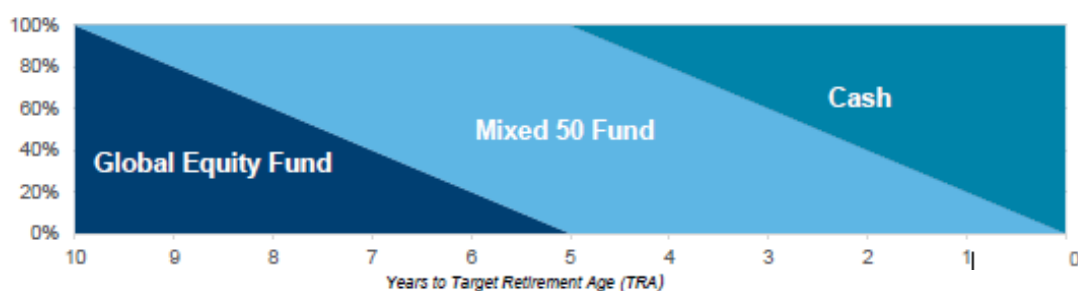 100%
80%
60%
40%
20%
0%
Cash
Mixed 50 Fund
Global Equity Fund
10 9 8 7 6 5 4 3 2 1 0
Years to Target Retirement Age (TRA)